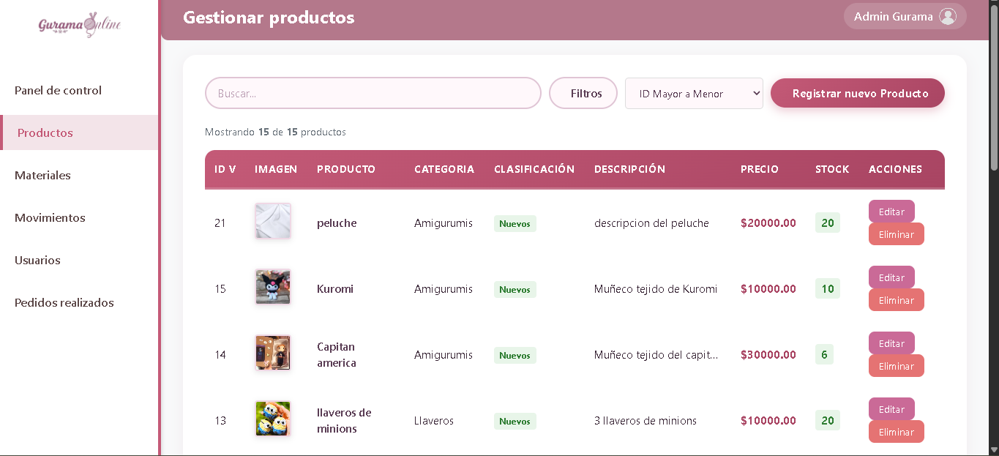 Gurama Online
Gestionar productos
Admin Gurama
Panel de control
Productos
Materiales
Movimientos
Usuarios
Pedidos realizados
Buscar...
Filtros
ID Mayor a Menor
Registrar nuevo Producto
Mostrando 15 de 15 productos
ID V IMAGEN PRODUCTO CATEGORIA CLASIFICACIÓN DESCRIPCIÓN PRECIO STOCK ACCIONES
21 peluche Amigurumis Nuevos descripcion del peluche $20000.00 20 Editar
Eliminar
15 Kuromi Amigurumis Nuevos Muñeco tejido de Kuromi $10000.00 10 Editar
Eliminar
14 Capitan america Amigurumis Nuevos Muñeco tejido del capit... $30000.00 6 Editar
Eliminar
13 llaveros de minions Llaveros Nuevos 3 llaveros de minions $10000.00 20 Editar
Eliminar